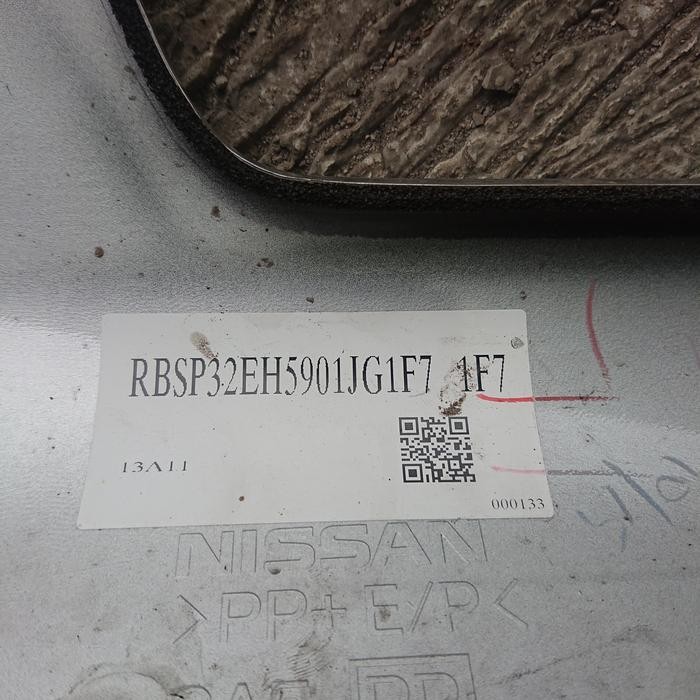 RBSP32EH5901JG1F7 1F7
13A11
000133
NISSAN
>PP+E/P<